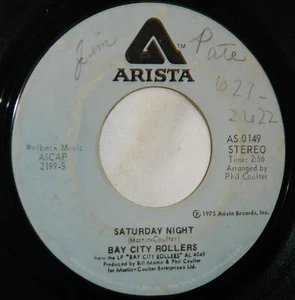 Jim Pate
627-
2622
TM
ARISTA
Welbeck Music
ASCAP
2199-S
AS 0149
STEREO
Time: 2:56
Arranged by
Phil Coulter
℗ 1975 Arista Records, Inc.
SATURDAY NIGHT
(Martin-Coulter)
BAY CITY ROLLERS
from the LP "BAY CITY ROLLERS" AL 4049
Produced by Bill Martin & Phil Coulter
for Martin-Coulter Enterprises Ltd.